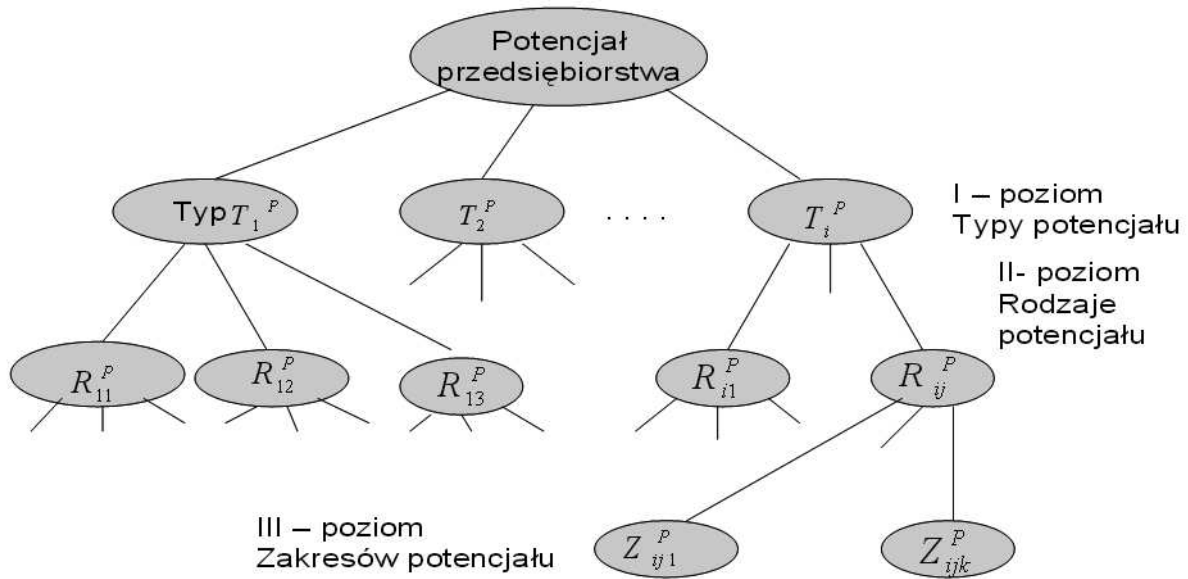 Potencjał
przedsiębiorstwa
Typ T₁ᴾ
T₂ᴾ
. . . .
Tᵢᴾ
I – poziom
Typy potencjału
II- poziom
Rodzaje
potencjału
R₁₁ᴾ
R₁₂ᴾ
R₁₃ᴾ
Rᵢ₁ᴾ
Rᵢⱼᴾ
III – poziom
Zakresów potencjału
Zᵢⱼ₁ᴾ
Zᵢⱼₖᴾ